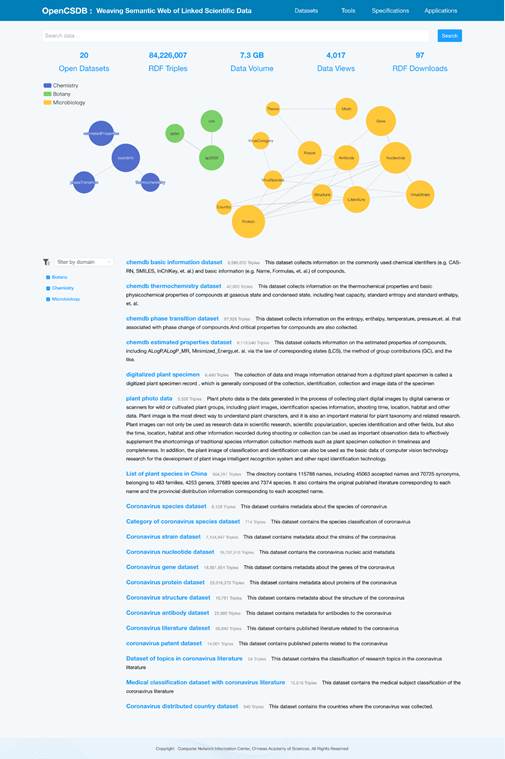 OpenCSDB : Weaving Semantic Web of Linked Scientific Data
Datasets Tools Specifications Applications
Search data
Search
20 84,226,007 7.3 GB 4,017 97
Open Datasets RDF Triples Data Volume Data Views RDF Downloads
Chemistry
Botany
Microbiology
Theme
Math
Gene
VirusCategory
Patent
Antibody
Nucleotide
VirusSpecies
Structure
Literature
VirusStrain
Country
Protein
filter by domain
Botany
Chemistry
Microbiology
chemdb basic information dataset Triples This dataset collects information on the commonly used chemical identifiers (e.g. CAS-
RN, SMILES, InChIKey, et. al.) and basic information (e.g. Name, Formulas, et. al.) of compounds,
chemdb thermochemistry dataset Triples This dataset collects information on the thermochemical properties and basic
physicochemical properties of compounds at gaseous state and condensed state, including heat capacity, standard entropy and standard enthalpy,
et. al.
chemdb phase transition dataset Triples This dataset collects information on the entropy, enthalpy, temperature, pressure,et. al. that
associated with phase change of compounds.And critical properties for compounds are also collected.
chemdb estimated properties dataset Triples This dataset collects information on the estimated properties of compounds,
including ALogP,ALogP_MR, Minimized_Energy,et. al. via the law of corresponding states (LCS), the method of group contributions (GC), and the
like.
digitalized plant specimen Triples The collection of data and image information obtained from a digitized plant specimen is called a
digitized plant specimen record , which is generally composed of the collection, identification, collection and image data of the specimen
plant photo data Triples Plant photo data is the data generated in the process of collecting plant digital images by digital cameras or
scanners for wild or cultivated plant groups, including plant images, identification species information, shooting time, location, habitat and other
data. Plant image is the most direct way to understand plant characters, and it is also an important material for plant taxonomy and related research.
Plant images can not only be used as research data in scientific research, scientific popularization, species identification and other fields, but also
the time, location, habitat and other information recorded during shooting or collection can be used as important observation data to effectively
supplement the shortcomings of traditional species information collection methods such as plant specimen collection in timeliness and
completeness. In addition, the plant image of classification and identification can also be used as the basic data of computer vision technology
research for the development of plant image intelligent recognition system and other rapid identification technology.
List of plant species in China Triples The directory contains 115786 names, including 45063 accepted names and 70725 synonyms,
belonging to 483 families, 4253 genera, 37689 species and 7374 species. It also contains the original published literature corresponding to each
name and the provincial distribution information corresponding to each accepted name.
Coronavirus species dataset Triples This dataset contains metadata about the species of coronavirus
Category of coronavirus species dataset Triples This dataset contains the species classification of coronavirus
Coronavirus strain dataset Triples This dataset contains metadata about the strains of the coronavirus
Coronavirus nucleotide dataset Triples This dataset contains the coronavirus nucleic acid metadata
Coronavirus gene dataset Triples This dataset contains metadata about the genes of the coronavirus
Coronavirus protein dataset Triples This dataset contains metadata about proteins of the coronavirus
Coronavirus structure dataset Triples This dataset contains metadata about the structure of the coronavirus
Coronavirus antibody dataset Triples This dataset contains metadata for antibodies to the coronavirus
Coronavirus literature dataset Triples This dataset contains published literature related to the coronavirus
coronavirus patent dataset Triples This dataset contains published patents related to the coronavirus
Dataset of topics in coronavirus literature Triples This dataset contains the classification of research topics in the coronavirus
literature
Medical classification dataset with coronavirus literature Triples This dataset contains the medical subject classification of the
coronavirus literature
Coronavirus distributed country dataset Triples This dataset contains the countries where the coronavirus was collected.
Copyright Computer Network Information Center, Chinese Academy of Sciences. All Rights Reserved